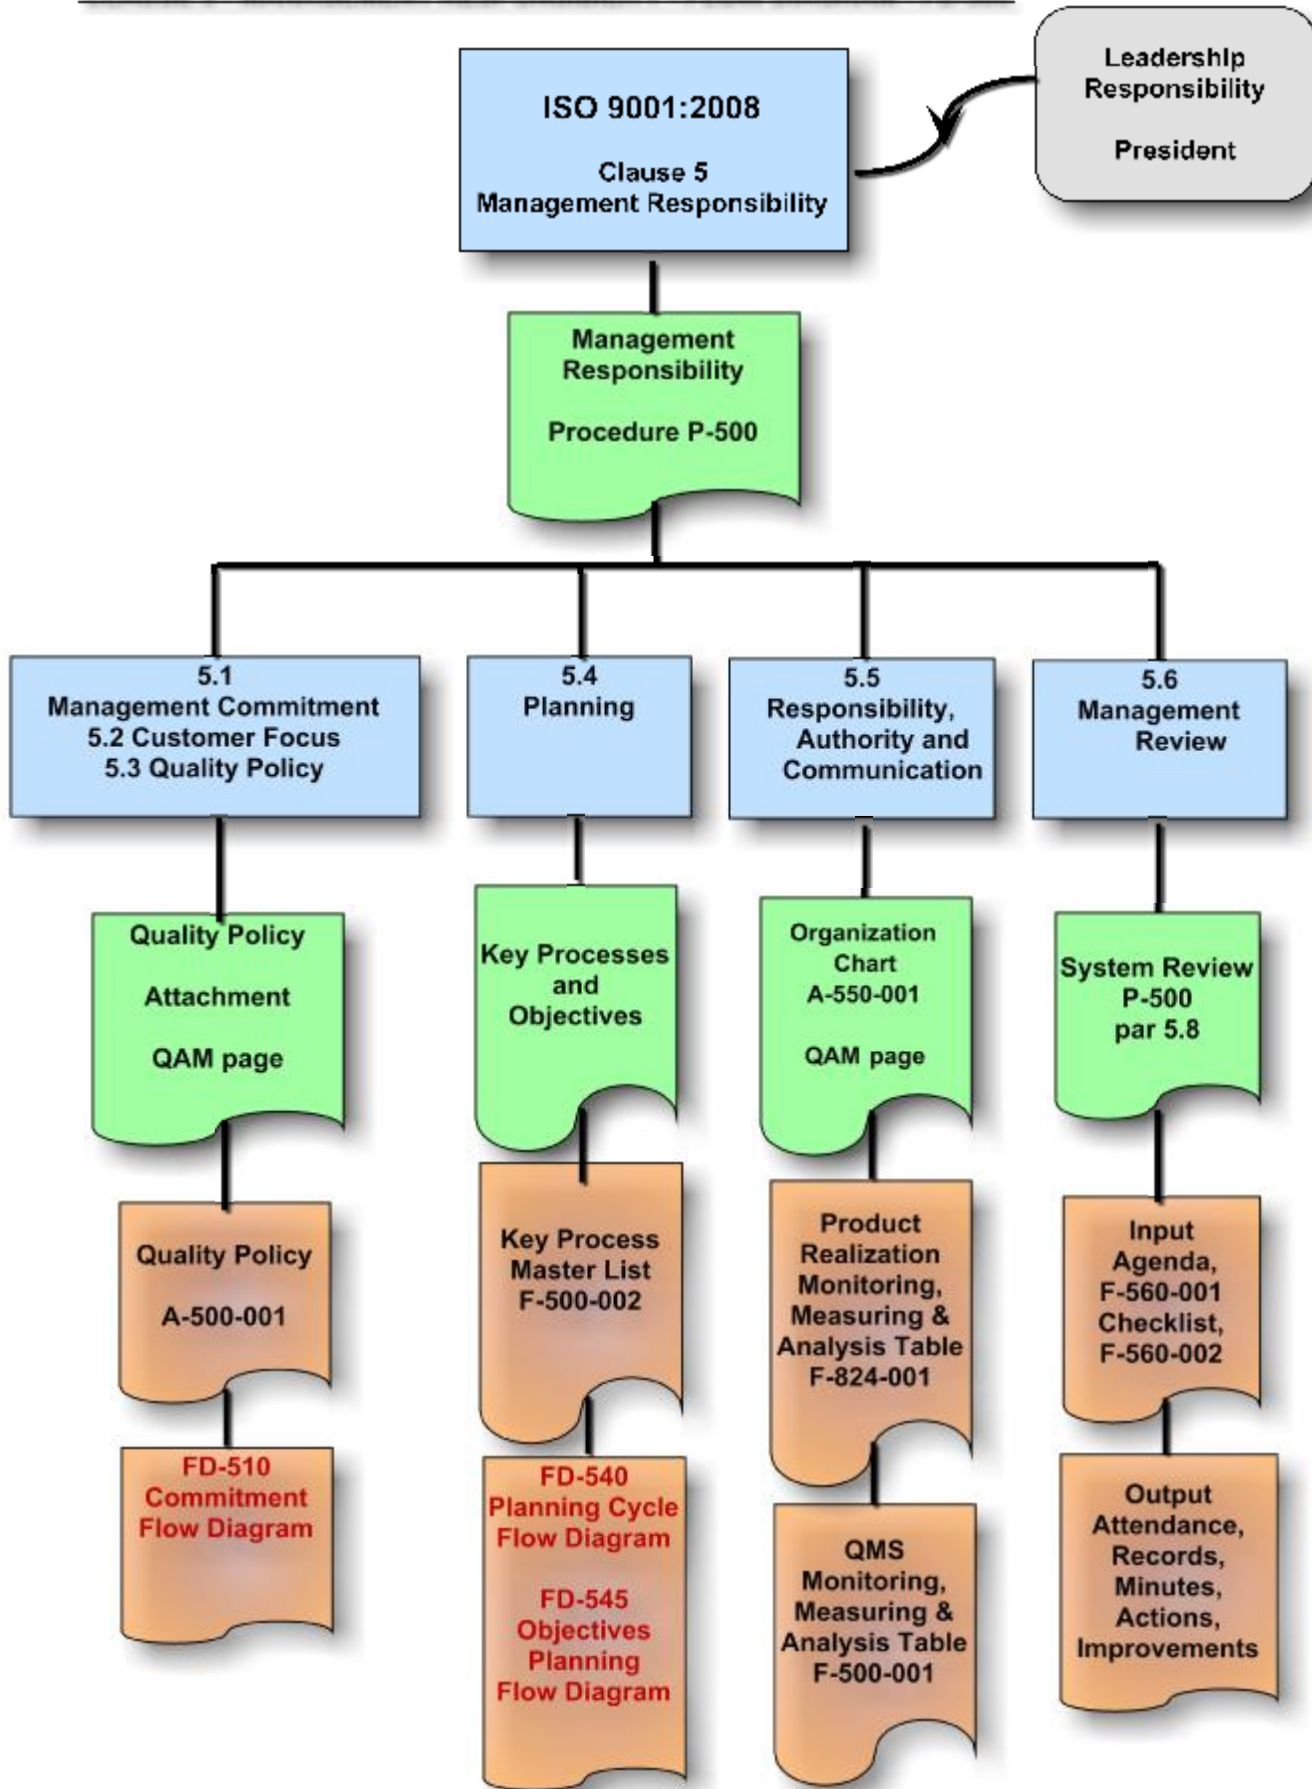 ISO 9001:2008
Clause 5
Management Responsibility
Leadership
Responsibility
President
Management
Responsibility
Procedure P-500
5.1
Management Commitment
5.2 Customer Focus
5.3 Quality Policy
5.4
Planning
5.5
Responsibility,
Authority and
Communication
5.6
Management
Review
Quality Policy
Attachment
QAM page
Key Processes
and
Objectives
Organization
Chart
A-550-001
QAM page
System Review
P-500
par 5.8
Quality Policy
A-500-001
Key Process
Master List
F-500-002
Product
Realization
Monitoring,
Measuring &
Analysis Table
F-824-001
Input
Agenda,
F-560-001
Checklist,
F-560-002
FD-510
Commitment
Flow Diagram
FD-540
Planning Cycle
Flow Diagram
FD-545
Objectives
Planning
Flow Diagram
QMS
Monitoring,
Measuring &
Analysis Table
F-500-001
Output
Attendance,
Records,
Minutes,
Actions,
Improvements